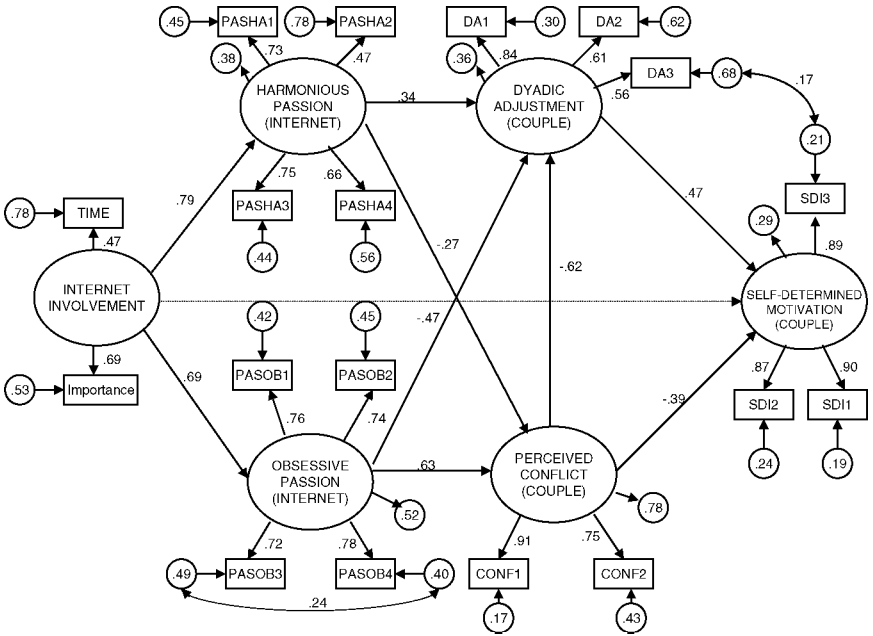 .45
PASHA1
.78
PASHA2
DA1
.30
DA2
.62
.73
.47
.84
.61
.38
.36
DA3
.68
.17
.56
HARMONIOUS
PASSION
(INTERNET)
.34
DYADIC
ADJUSTMENT
(COUPLE)
.21
.75
.66
.79
.47
SDI3
PASHA3
PASHA4
.78
TIME
.29
.47
-.27
.89
.44
.56
-.62
INTERNET
INVOLVEMENT
SELF-DETERMINED
MOTIVATION
(COUPLE)
.42
.45
-.47
.69
.69
.87
.90
PASOB1
PASOB2
.53
Importance
-.39
SDI2
SDI1
.76
.74
OBSESSIVE
PASSION
(INTERNET)
.63
PERCEIVED
CONFLICT
(COUPLE)
.24
.19
.52
.78
.72
.78
.91
.75
.49
PASOB3
PASOB4
.40
CONF1
CONF2
.24
.17
.43